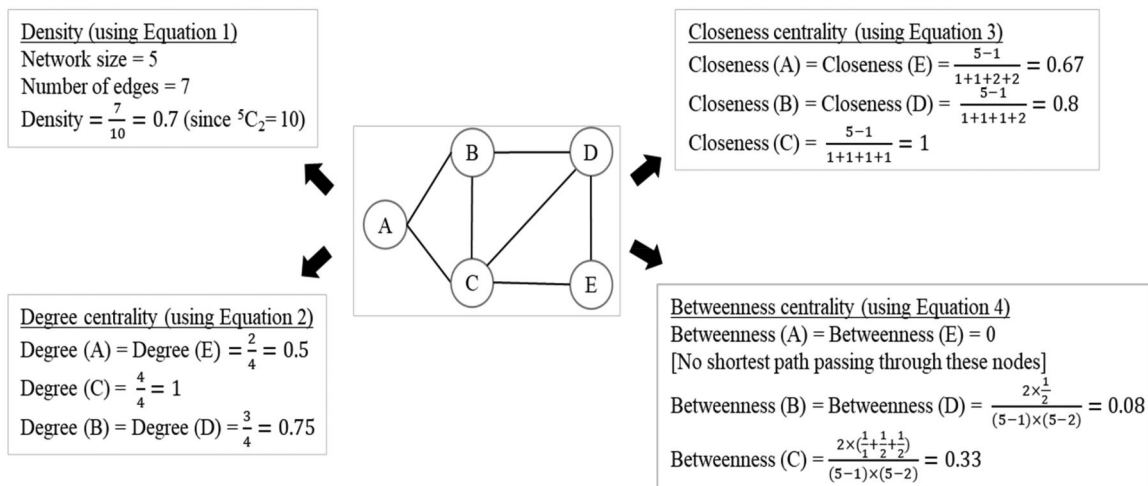 Density (using Equation 1)
Network size = 5
Number of edges = 7
Density = 7/10 = 0.7 (since ⁵C₂= 10)
Closeness centrality (using Equation 3)
Closeness (A) = Closeness (E) = (5−1)/(1+1+2+2) = 0.67
Closeness (B) = Closeness (D) = (5−1)/(1+1+1+2) = 0.8
Closeness (C) = (5−1)/(1+1+1+1) = 1
B
D
A
C
E
Degree centrality (using Equation 2)
Degree (A) = Degree (E) = 2/4 = 0.5
Degree (C) = 4/4 = 1
Degree (B) = Degree (D) = 3/4 = 0.75
Betweenness centrality (using Equation 4)
Betweenness (A) = Betweenness (E) = 0
[No shortest path passing through these nodes]
Betweenness (B) = Betweenness (D) = (2×1/2)/((5−1)×(5−2)) = 0.08
Betweenness (C) = (2×(1/1+1/2+1/2))/((5−1)×(5−2)) = 0.33